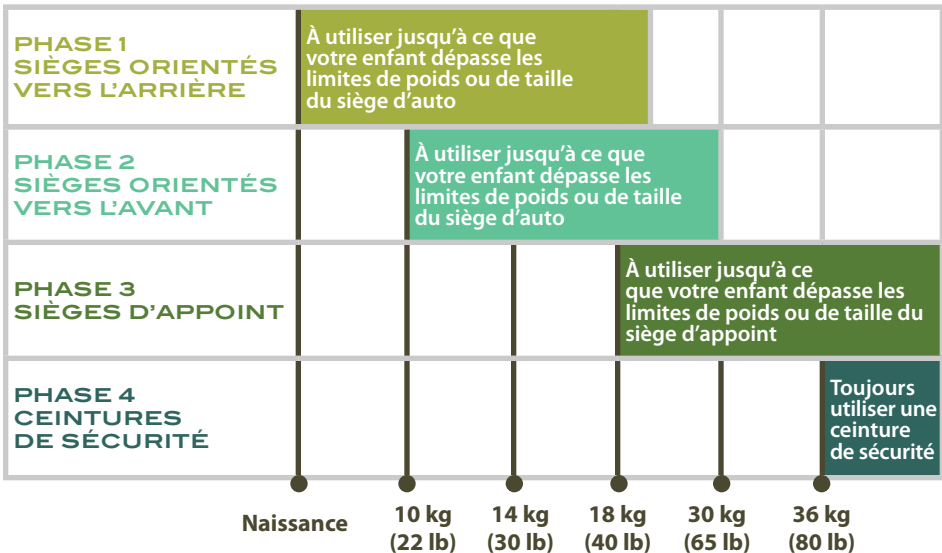 PHASE 1
SIÈGES ORIENTÉS
VERS L’ARRIÈRE
À utiliser jusqu’à ce que
votre enfant dépasse les
limites de poids ou de taille
du siège d’auto
PHASE 2
SIÈGES ORIENTÉS
VERS L’AVANT
À utiliser jusqu’à ce que
votre enfant dépasse les
limites de poids ou de taille
du siège d’auto
PHASE 3
SIÈGES D’APPOINT
À utiliser jusqu’à ce
que votre enfant dépasse les
limites de poids ou de taille du
siège d’appoint
PHASE 4
CEINTURES
DE SÉCURITÉ
Toujours
utiliser une
ceinture
de sécurité
Naissance
10 kg
(22 lb)
14 kg
(30 lb)
18 kg
(40 lb)
30 kg
(65 lb)
36 kg
(80 lb)